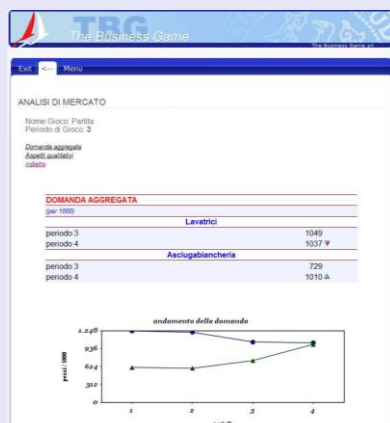 TBG
The Business Game
The Business Game srl
Exit <--- Menu
ANALISI DI MERCATO
Nome Gioco: Partita
Periodo di Gioco: 3
Domanda aggregata
Aspetti qualitativi
indietro
DOMANDA AGGREGATA
(per 1000)
Lavatrici
periodo 3 1049
periodo 4 1037
Asciugabiancheria
periodo 3 729
periodo 4 1010
andamento della domanda
1.248
936
624
312
0
pezzi/1000
1 2 3 4